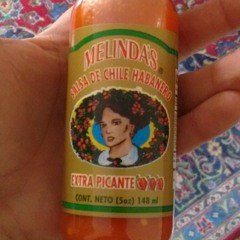 MELINDA'S ®
SALSA DE CHILE HABANERO
EXTRA PICANTE
CONT. NETO (5oz) 148 ml